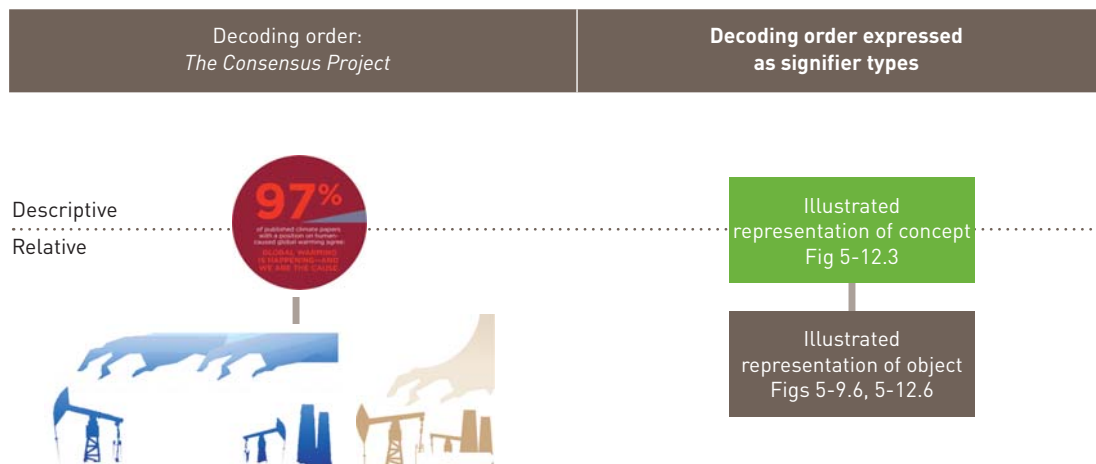 Decoding order:
The Consensus Project
Decoding order expressed
as signifier types
Descriptive
Relative
97%
of published climate papers
with a position on human-
caused global warming agree:
GLOBAL WARMING
IS HAPPENING—AND
WE ARE THE CAUSE
Illustrated
representation of concept
Fig 5-12.3
Illustrated
representation of object
Figs 5-9.6, 5-12.6